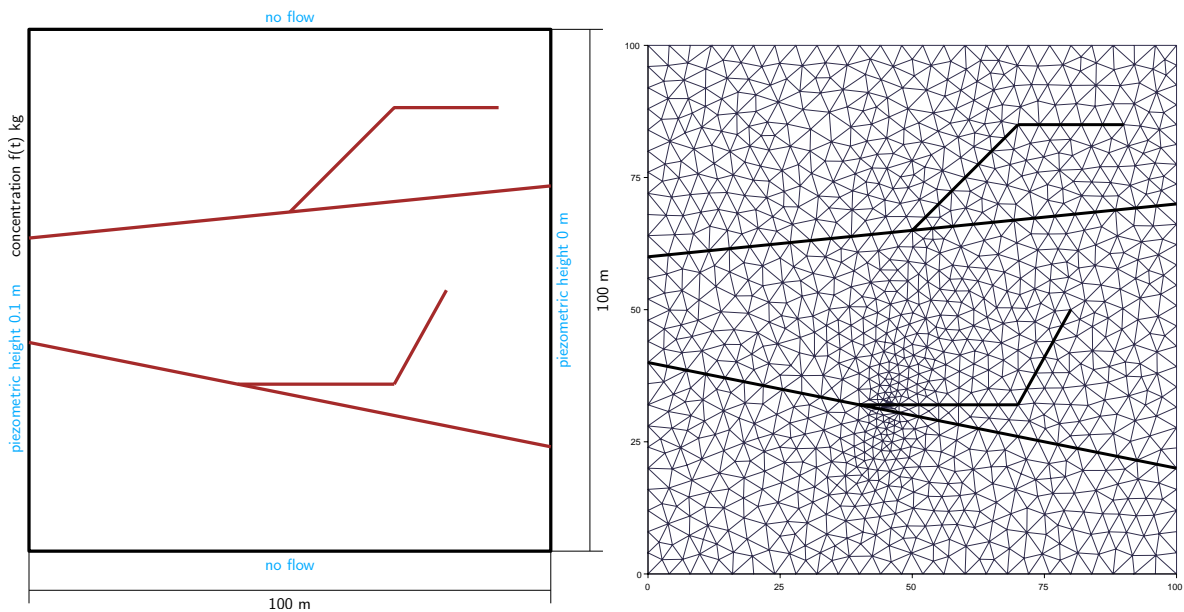 no flow
concentration f(t) kg
piezometric height 0.1 m
piezometric height 0 m
100 m
no flow
100 m
100
75
50
25
0
0
25
50
75
100